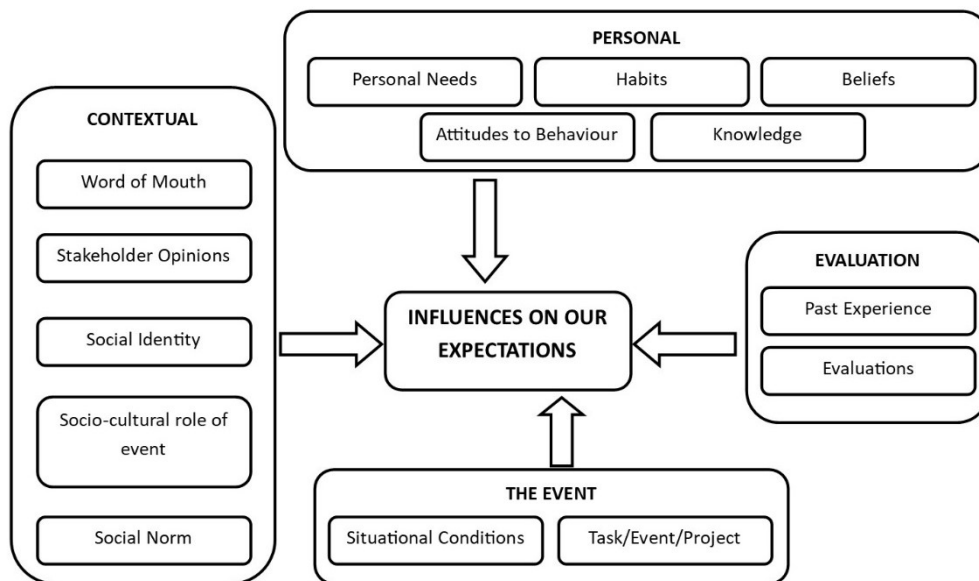 PERSONAL
Personal Needs
Habits
Beliefs
Attitudes to Behaviour
Knowledge
CONTEXTUAL
Word of Mouth
Stakeholder Opinions
Social Identity
Socio-cultural role of
event
Social Norm
INFLUENCES ON OUR
EXPECTATIONS
EVALUATION
Past Experience
Evaluations
THE EVENT
Situational Conditions
Task/Event/Project